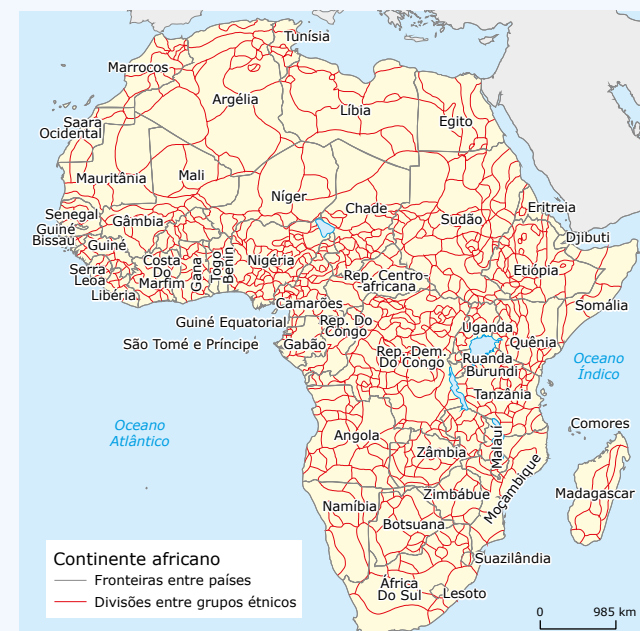 Tunísia
Marrocos
Argélia
Líbia
Egito
Saara
Ocidental
Mauritânia
Mali
Níger
Chade
Sudão
Eritreia
Djibuti
Senegal
Gâmbia
Guiné
Bissau
Guiné
Serra
Leoa
Libéria
Costa
Do
Marfim
Gana
Togo
Benin
Nigéria
Rep. Centro-
-africana
Etiópia
Somália
Camarões
Guiné Equatorial
Rep. Do
Congo
São Tomé e Príncipe
Gabão
Rep. Dem.
Do Congo
Uganda
Quênia
Ruanda
Burundi
Tanzânia
Oceano
Índico
Oceano
Atlântico
Comores
Angola
Zâmbia
Malauí
Moçambique
Madagascar
Zimbábue
Namíbia
Botsuana
Suazilândia
África
Do Sul
Lesoto
Continente africano
Fronteiras entre países
Divisões entre grupos étnicos
0 985 km